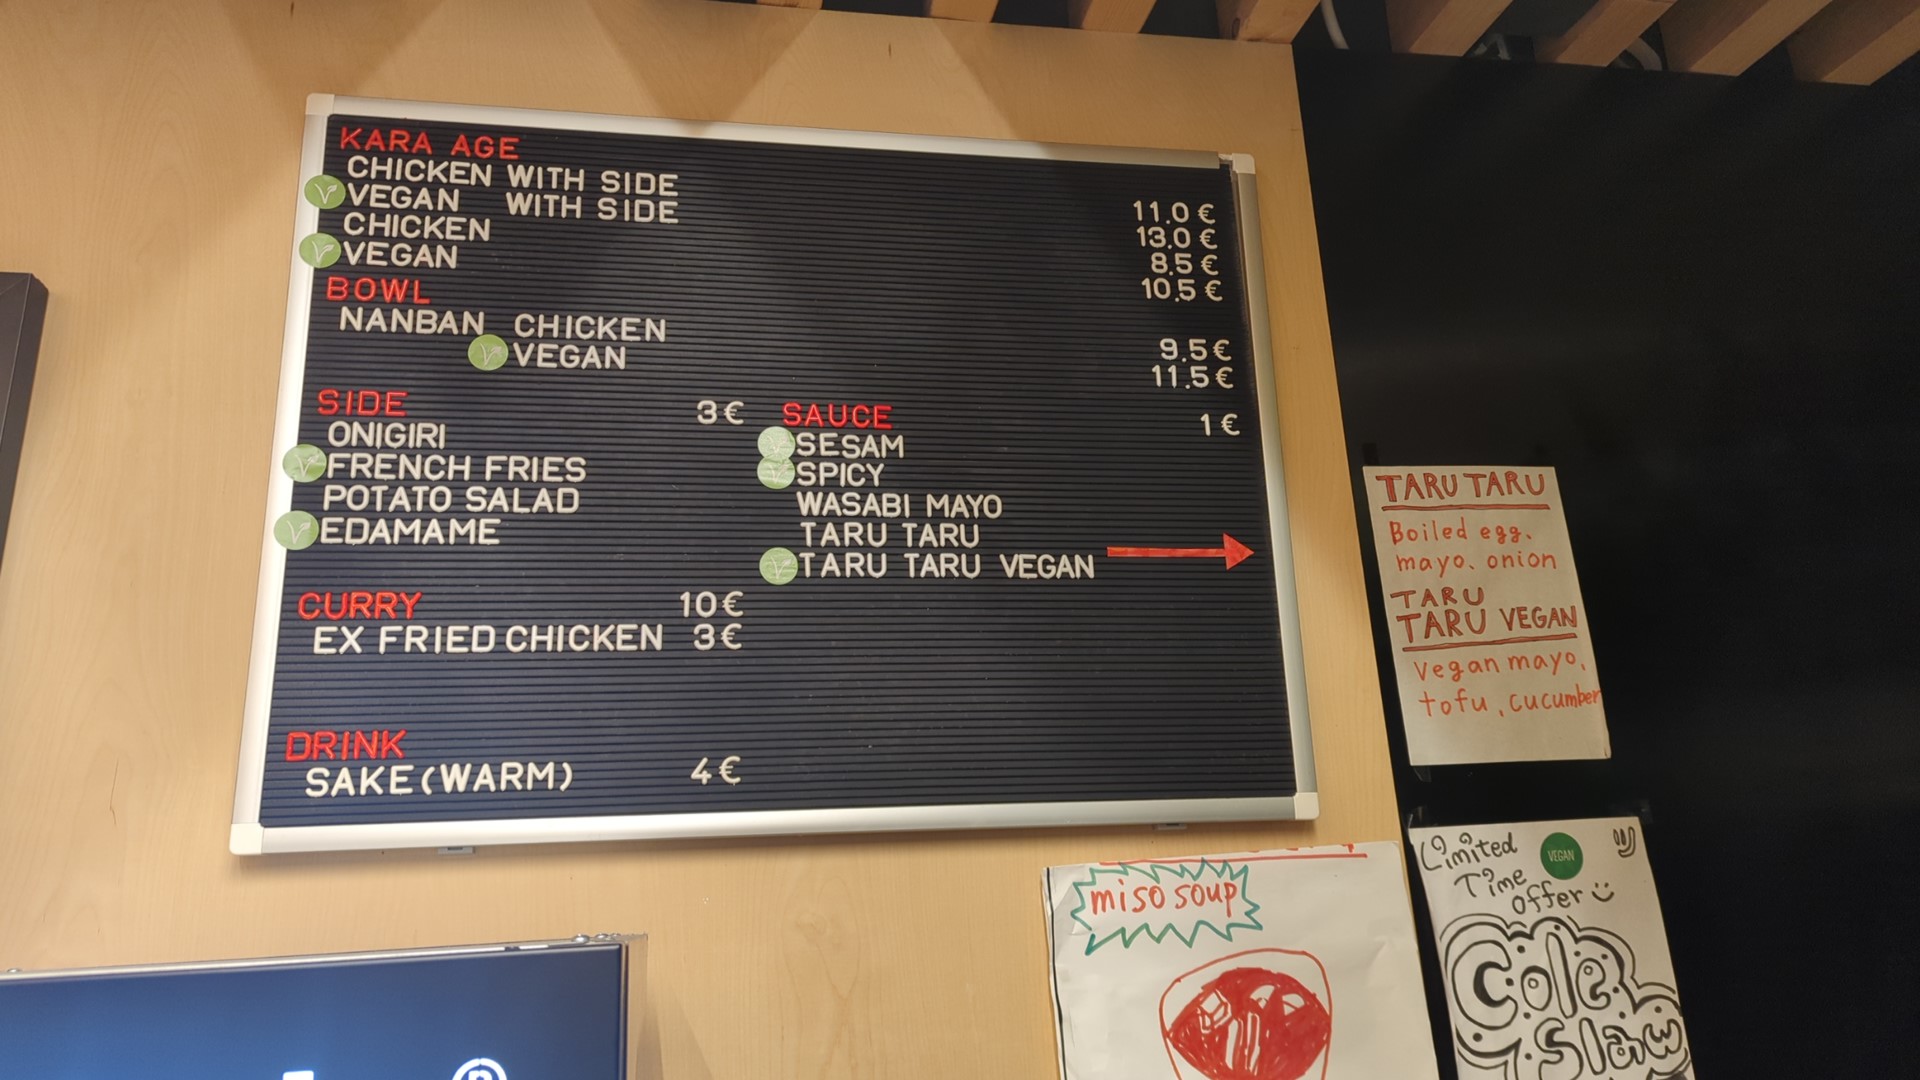 KARA AGE
CHICKEN WITH SIDE 11.0 €
VEGAN WITH SIDE 13.0 €
CHICKEN 8.5 €
VEGAN 10.5 €
BOWL
NANBAN CHICKEN 9.5 €
VEGAN 11.5 €
SIDE 3 €
ONIGIRI
FRENCH FRIES
POTATO SALAD
EDAMAME
SAUCE 1 €
SESAM
SPICY
WASABI MAYO
TARU TARU
TARU TARU VEGAN
CURRY 10 €
EX FRIED CHICKEN 3 €
DRINK
SAKE (WARM) 4 €
TARU TARU
Boiled egg.
mayo. onion
TARU
TARU VEGAN
Vegan mayo,
tofu, cucumber
miso soup
Limited
Time
offer
VEGAN
Cole
Slaw